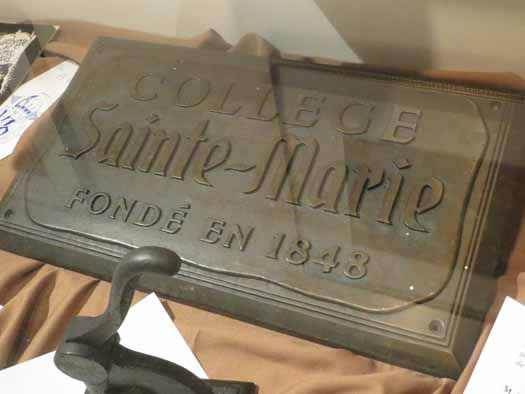 COLLEGE
Sainte-Marie
FONDÉ EN 1848